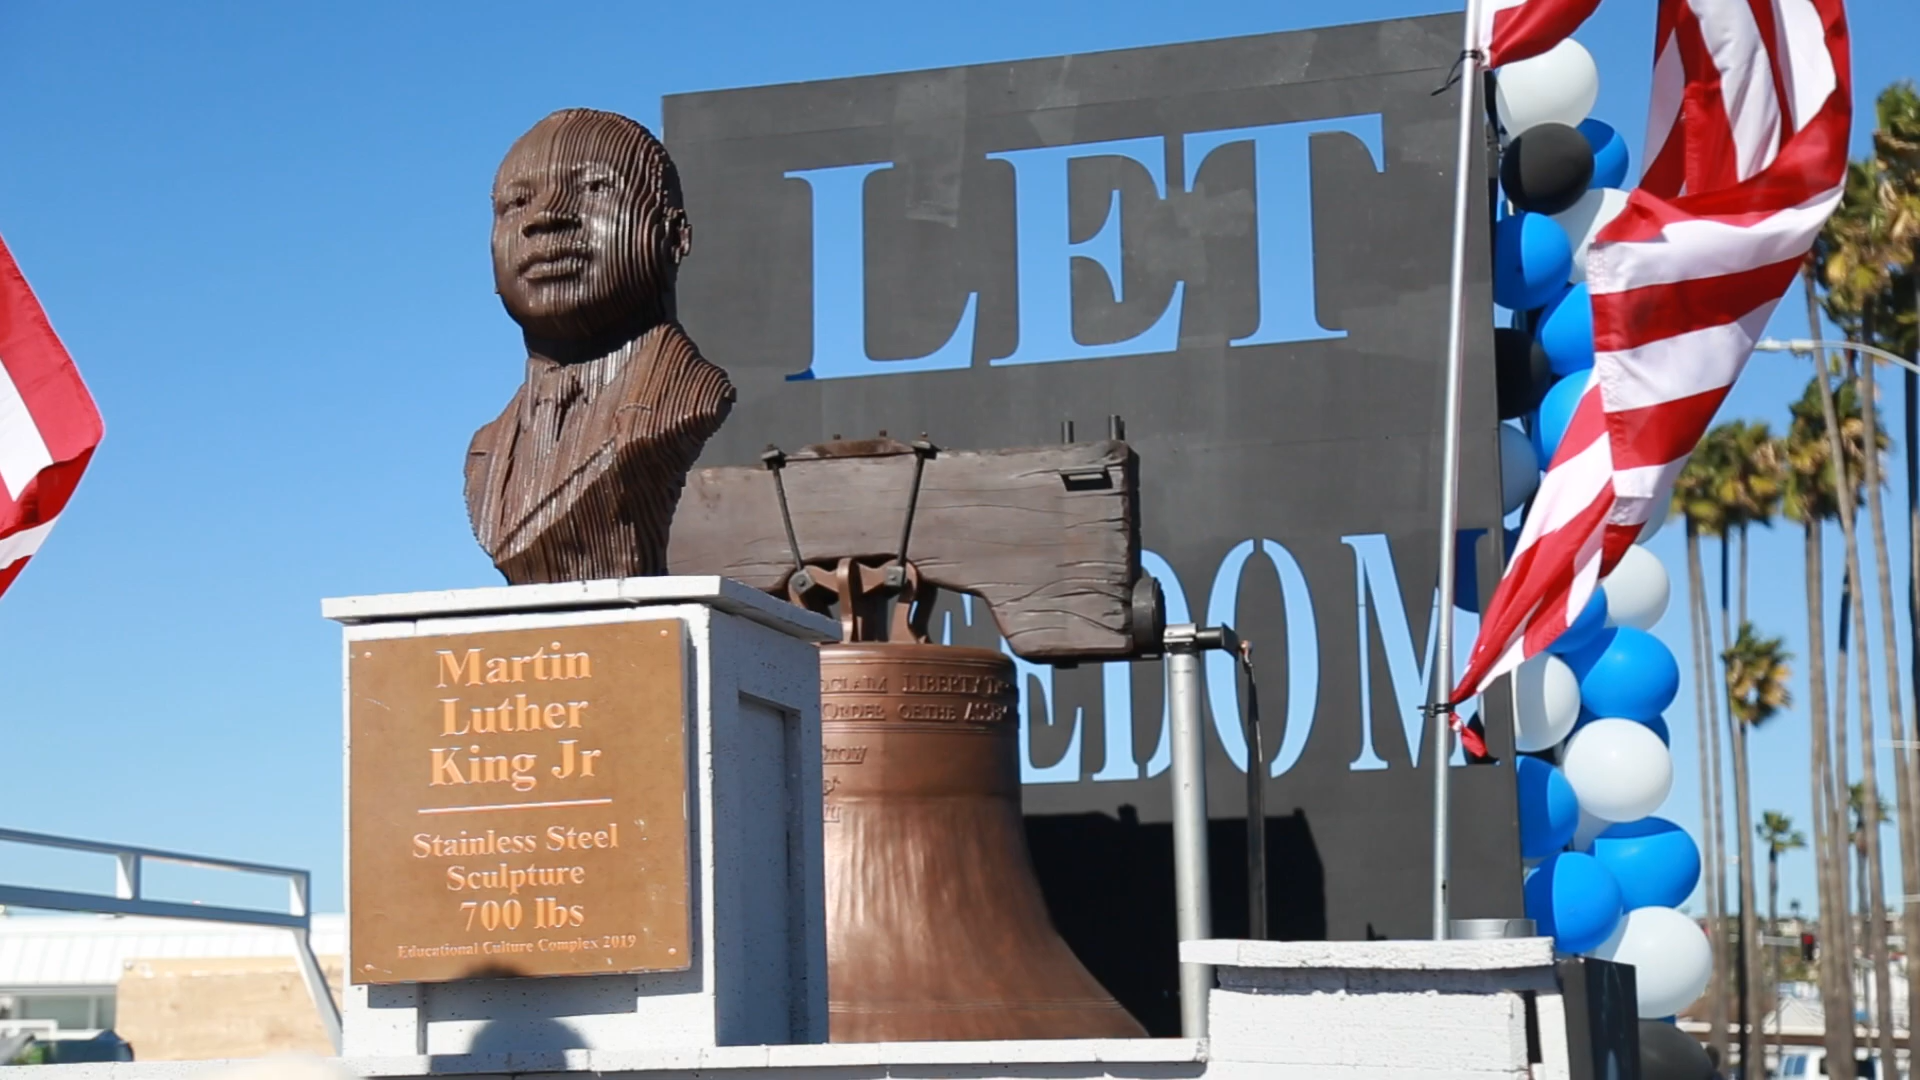 LET
EDOM
Martin
Luther
King Jr
Stainless Steel
Sculpture
700 lbs
Educational Culture Complex 2019
LIBERTY
ORDER OF THE